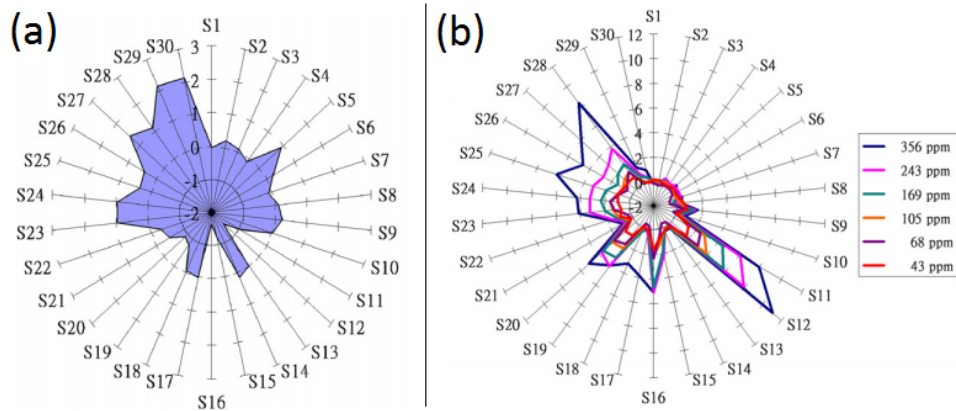 (a)
S1
S2
S3
S4
S5
S6
S7
S8
S9
S10
S11
S12
S13
S14
S15
S16
S17
S18
S19
S20
S21
S22
S23
S24
S25
S26
S27
S28
S29
S30
3
2
1
0
-1
-2
(b)
S1
S2
S3
S4
S5
S6
S7
S8
S9
S10
S11
S12
S13
S14
S15
S16
S17
S18
S19
S20
S21
S22
S23
S24
S25
S26
S27
S28
S29
S30
12
10
8
6
4
2
0
-2
356 ppm
243 ppm
169 ppm
105 ppm
68 ppm
43 ppm